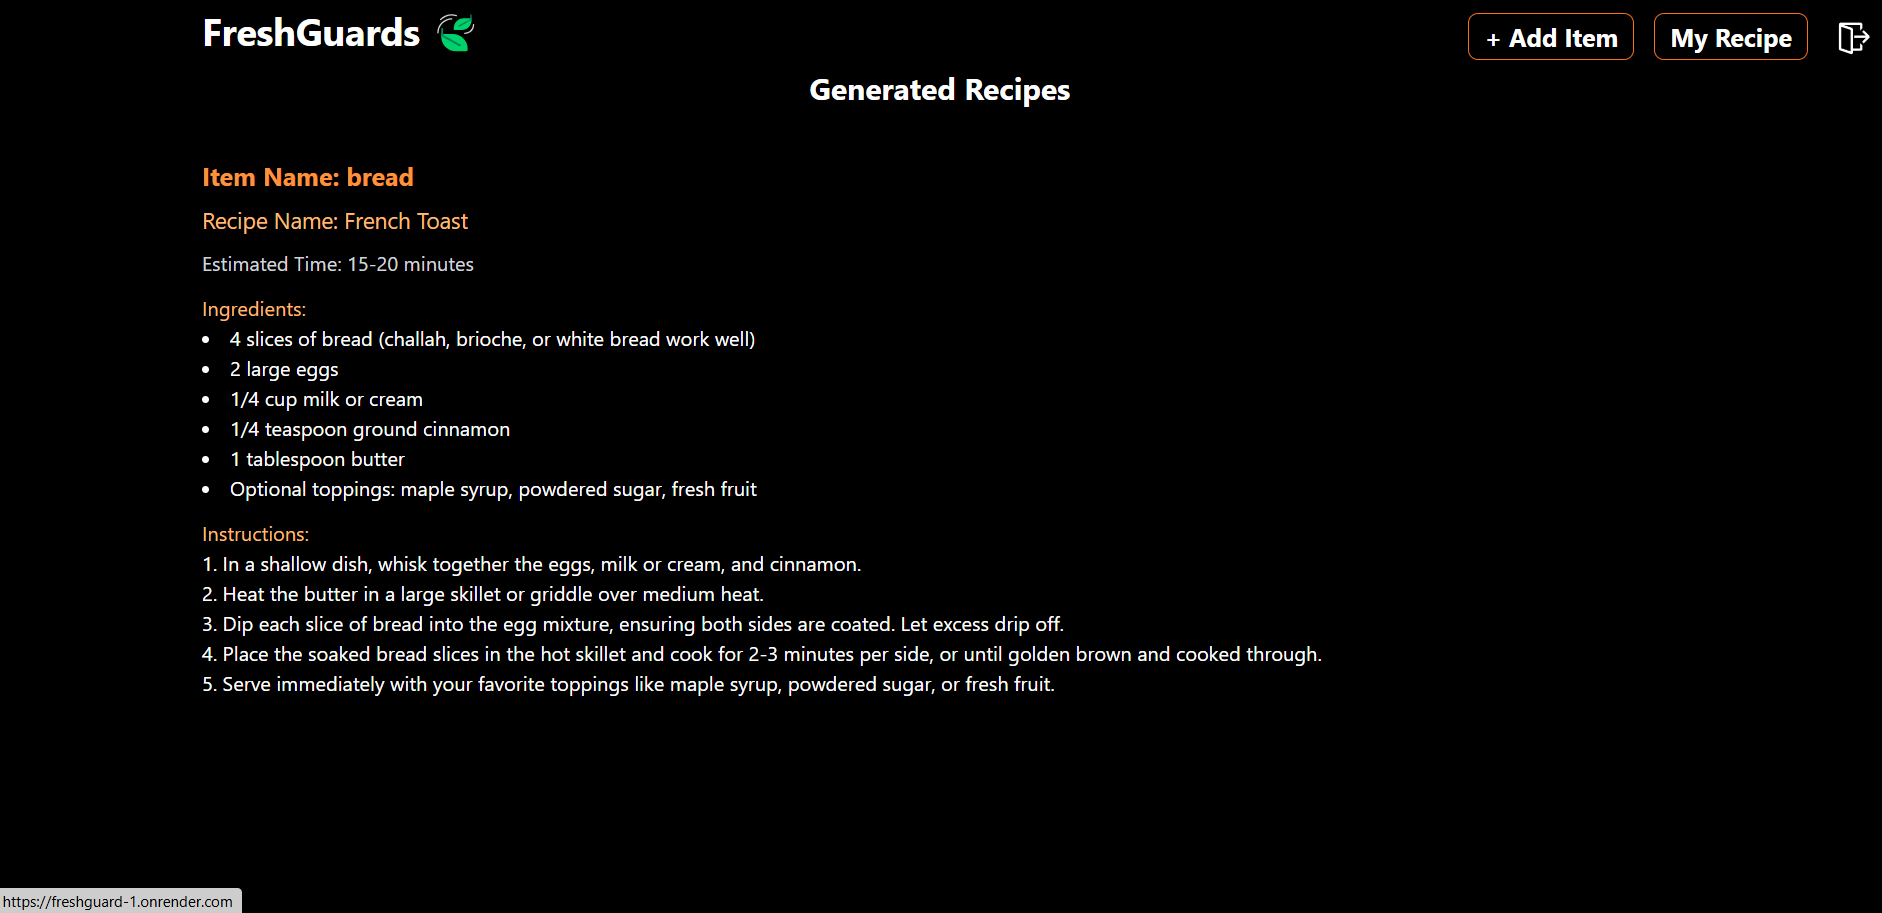 FreshGuards
+ Add Item
My Recipe
Generated Recipes
Item Name: bread
Recipe Name: French Toast
Estimated Time: 15-20 minutes
Ingredients:
• 4 slices of bread (challah, brioche, or white bread work well)
• 2 large eggs
• 1/4 cup milk or cream
• 1/4 teaspoon ground cinnamon
• 1 tablespoon butter
• Optional toppings: maple syrup, powdered sugar, fresh fruit
Instructions:
1. In a shallow dish, whisk together the eggs, milk or cream, and cinnamon.
2. Heat the butter in a large skillet or griddle over medium heat.
3. Dip each slice of bread into the egg mixture, ensuring both sides are coated. Let excess drip off.
4. Place the soaked bread slices in the hot skillet and cook for 2-3 minutes per side, or until golden brown and cooked through.
5. Serve immediately with your favorite toppings like maple syrup, powdered sugar, or fresh fruit.
https://freshguard-1.onrender.com